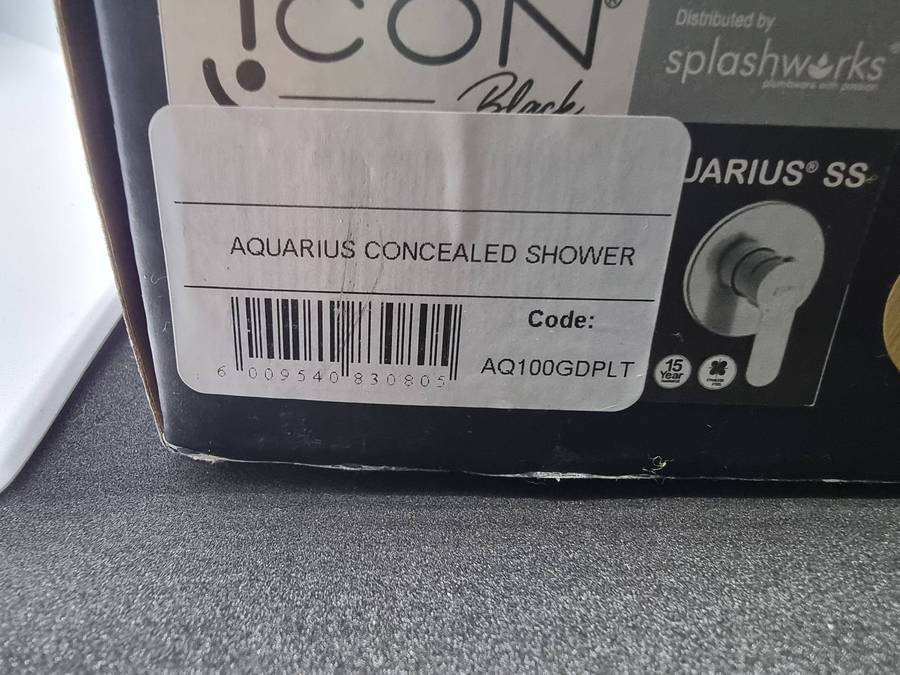 ICON®
Black
Distributed by
splashworks®
plumbware with passion
UARIUS® SS
AQUARIUS CONCEALED SHOWER
Code:
AQ100GDPLT
6 009540 830805
15
Year